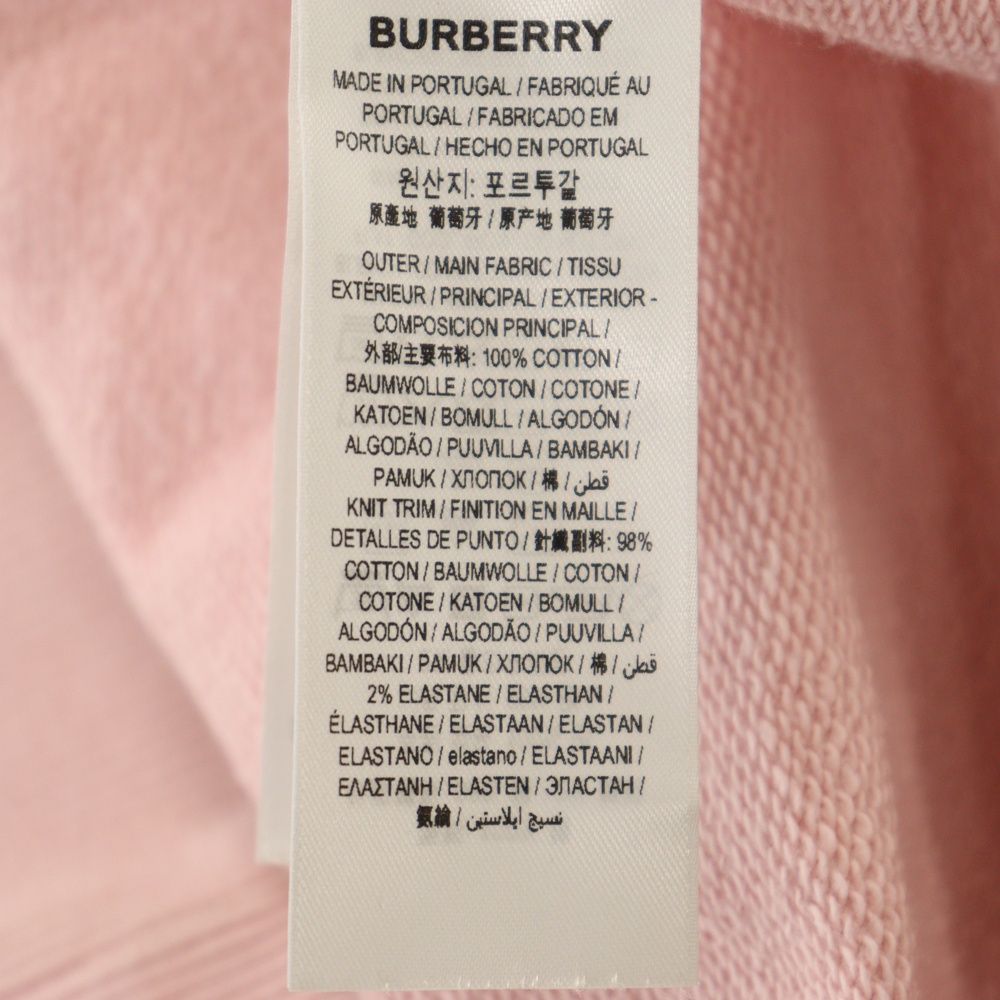 BURBERRY
MADE IN PORTUGAL / FABRIQUÉ AU
PORTUGAL / FABRICADO EM
PORTUGAL / HECHO EN PORTUGAL
원산지: 포르투갈
原產地 葡萄牙 / 原产地 葡萄牙
OUTER / MAIN FABRIC / TISSU
EXTÉRIEUR / PRINCIPAL / EXTERIOR -
COMPOSICION PRINCIPAL /
外部/主要布料: 100% COTTON /
BAUMWOLLE / COTON / COTONE /
KATOEN / BOMULL / ALGODÓN /
ALGODÃO / PUUVILLA / BAMBAKI /
PAMUK / ХЛОПОК / 棉 / قطن
KNIT TRIM / FINITION EN MAILLE /
DETALLES DE PUNTO / 針織副料: 98%
COTTON / BAUMWOLLE / COTON /
COTONE / KATOEN / BOMULL /
ALGODÓN / ALGODÃO / PUUVILLA /
BAMBAKI / PAMUK / ХЛОПОК / 棉 / قطن
2% ELASTANE / ELASTHAN /
ÉLASTHANE / ELASTAAN / ELASTAN /
ELASTANO / elastano / ELASTAANI /
ΕΛΑΣΤΑΝΗ / ELASTEN / ЭЛАСТАН /
氨綸 / نسيج ايلاستين